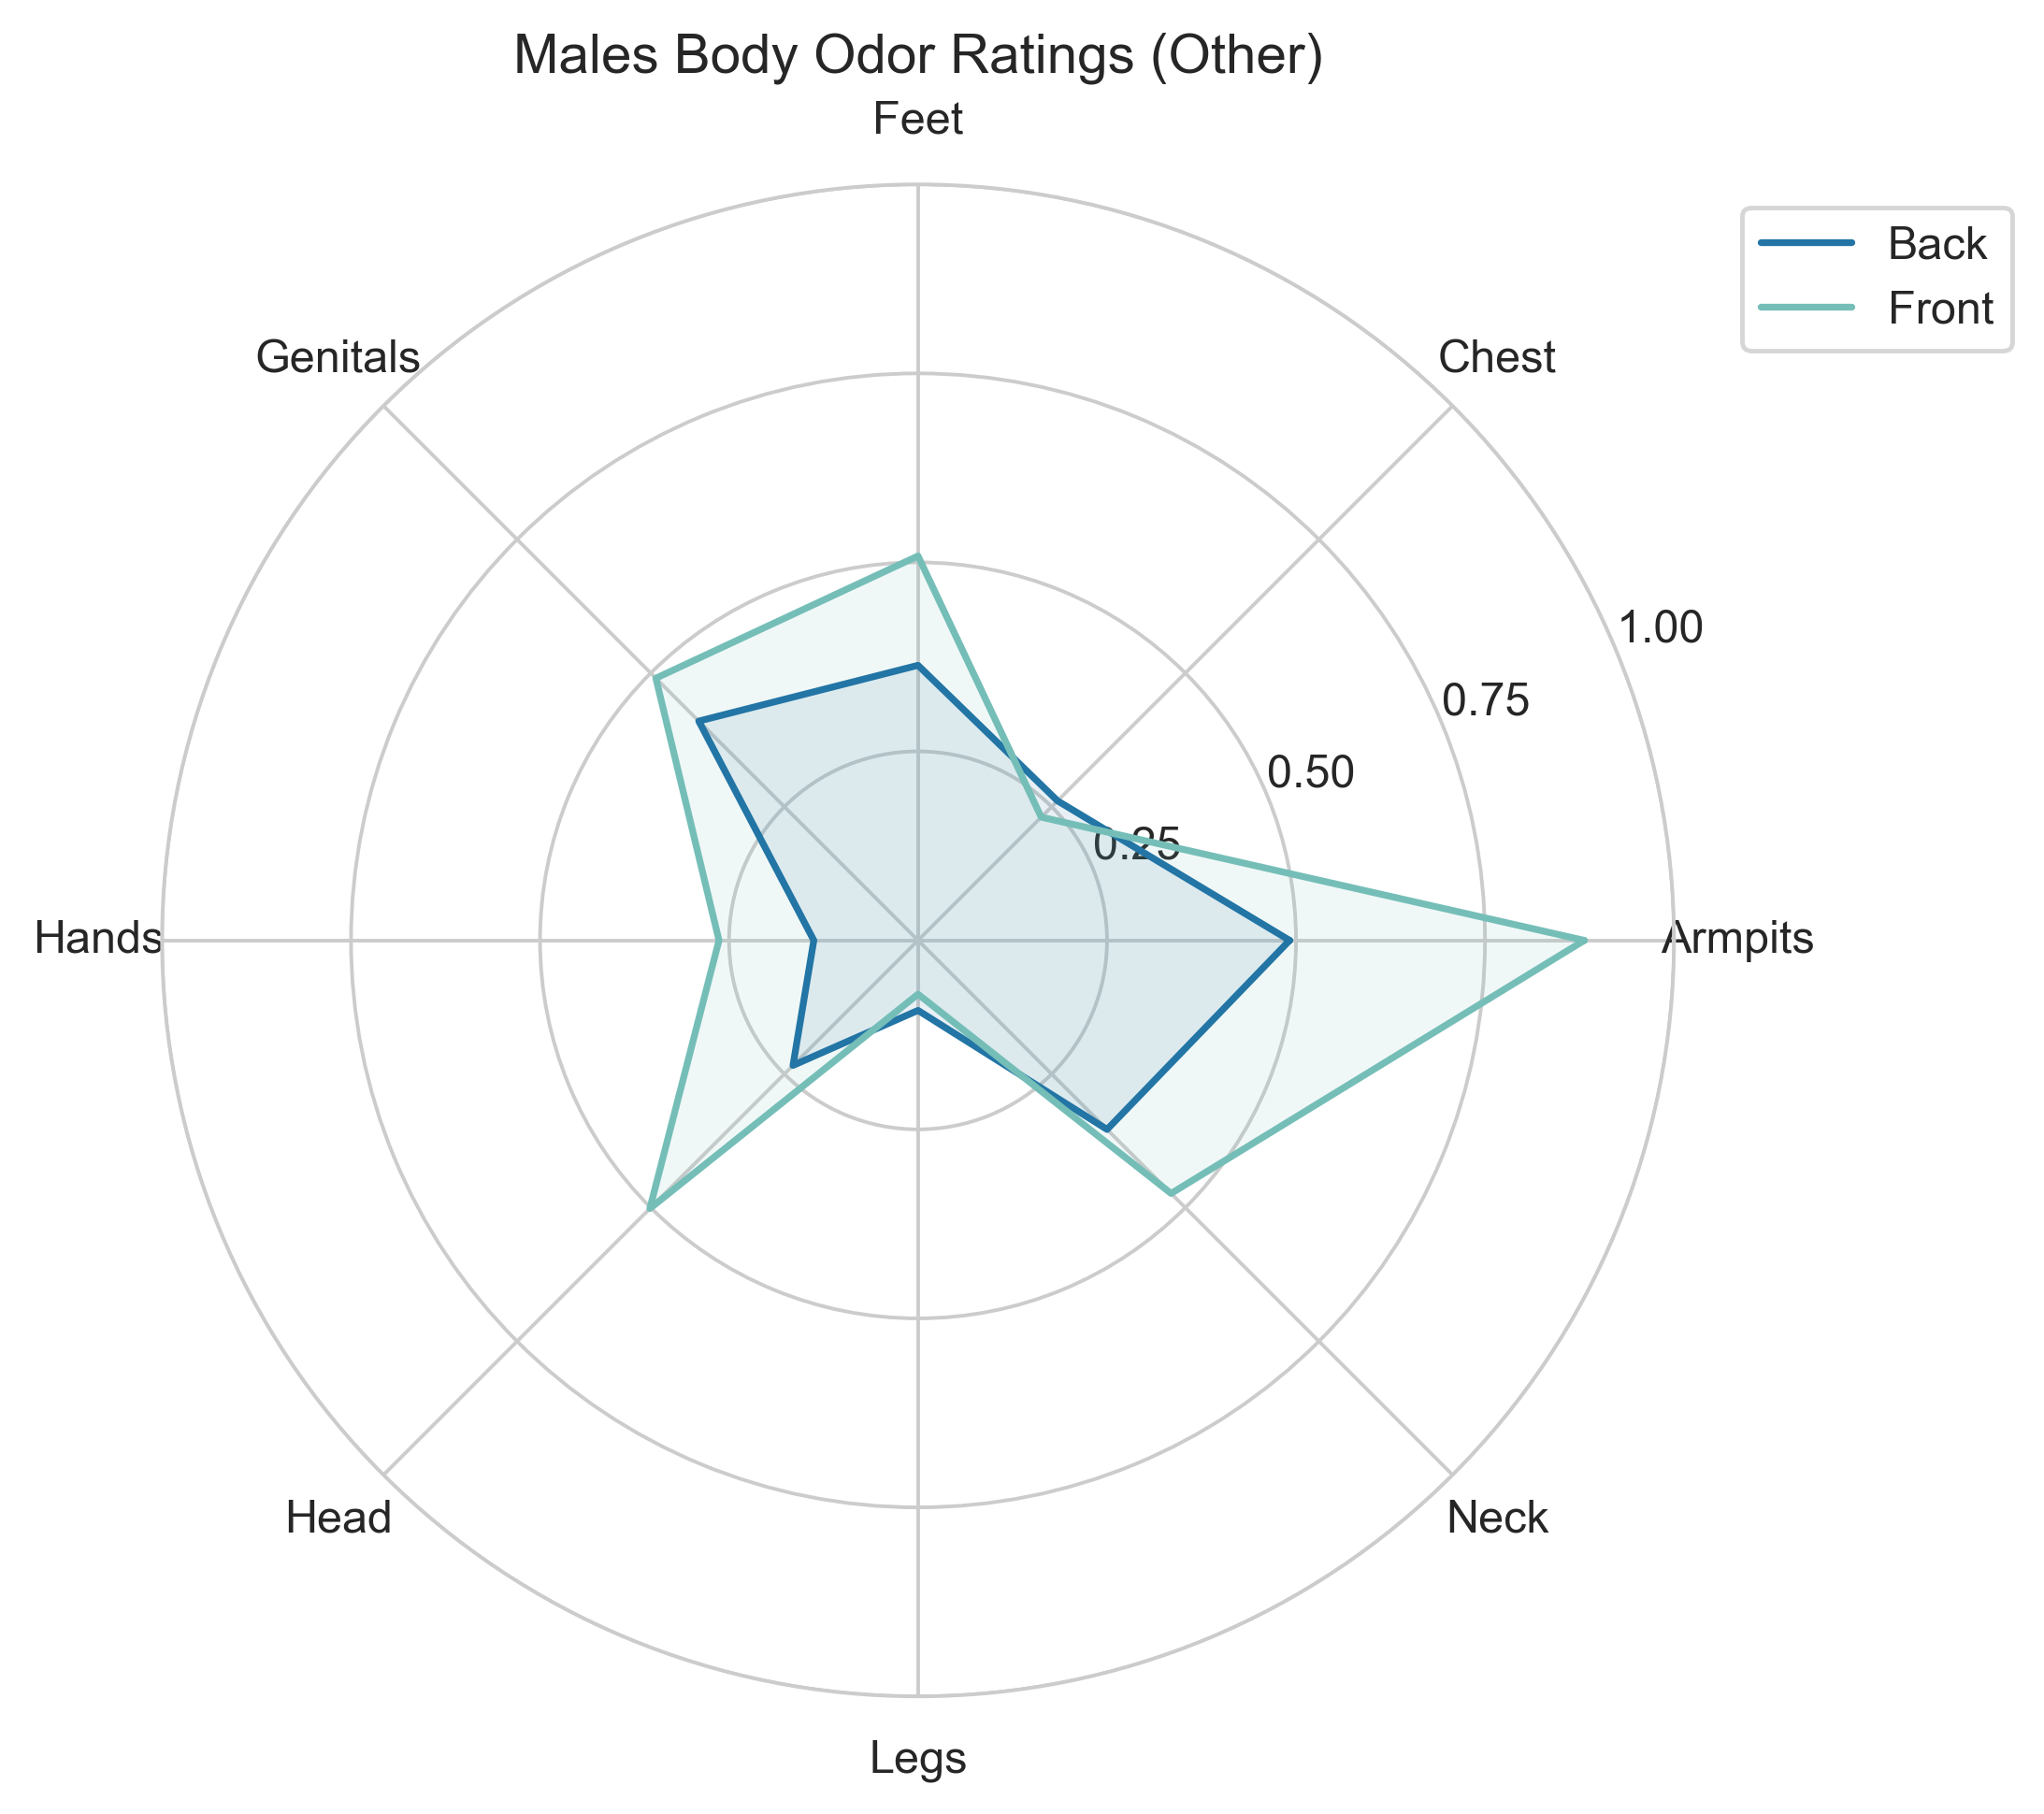 Males Body Odor Ratings (Other)
Feet
Back
Front
Genitals
Chest
1.00
0.75
0.50
0.25
Hands
Armpits
Head
Neck
Legs